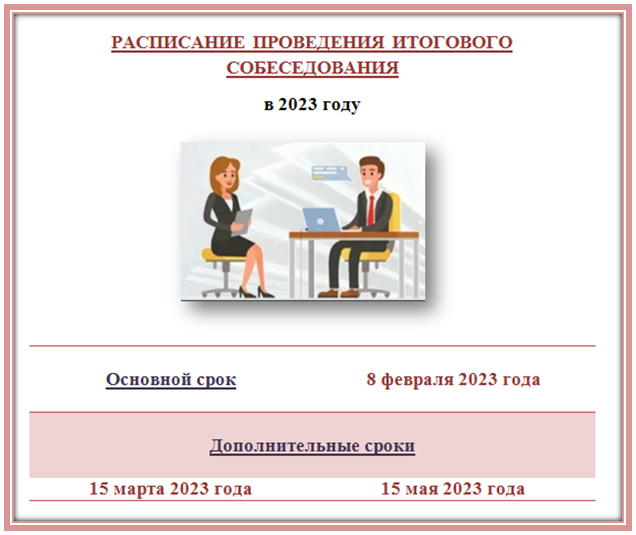 РАСПИСАНИЕ ПРОВЕДЕНИЯ ИТОГОВОГО
СОБЕСЕДОВАНИЯ
в 2023 году
Основной срок 8 февраля 2023 года
Дополнительные сроки
15 марта 2023 года 15 мая 2023 года